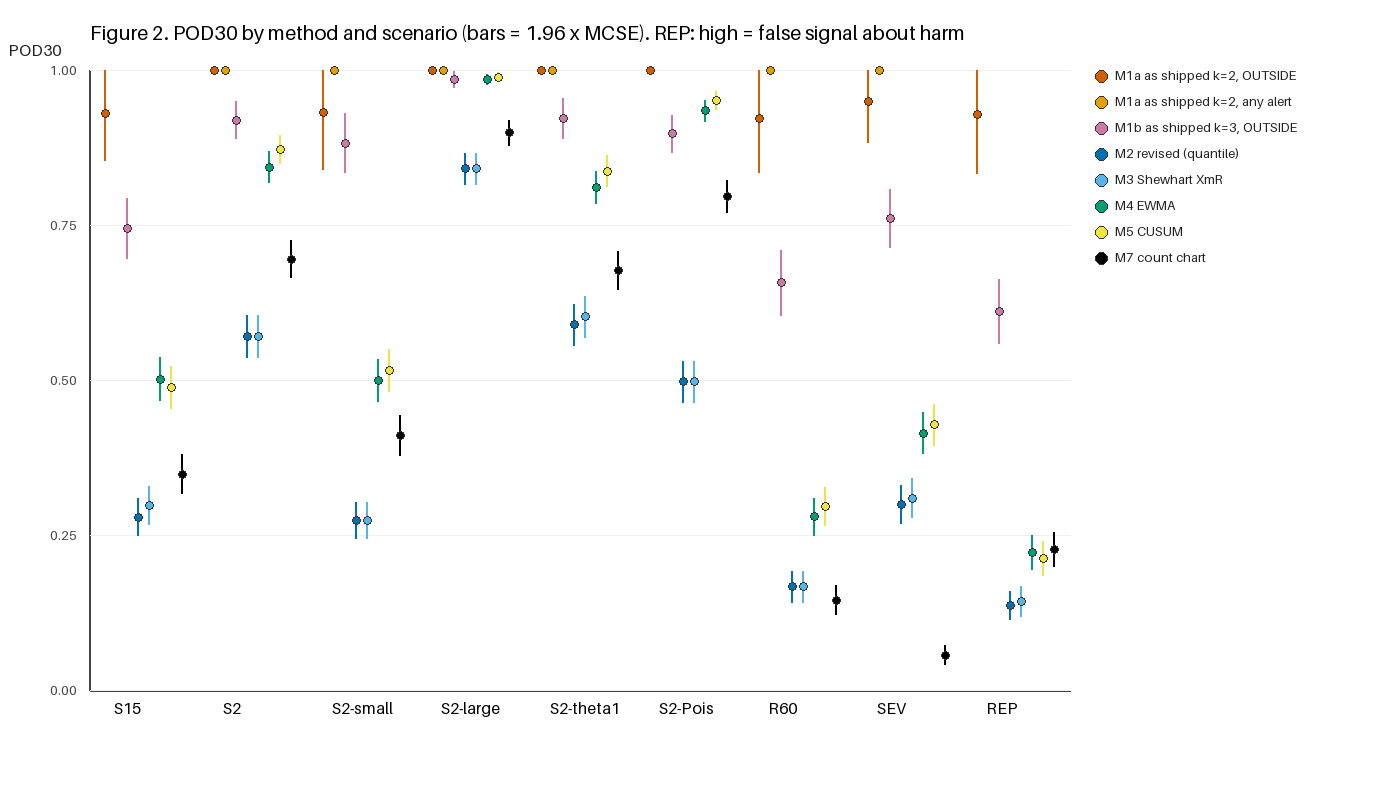 Figure 2. POD30 by method and scenario (bars = 1.96 x MCSE). REP: high = false signal about harm
POD30
1.00
0.75
0.50
0.25
0.00
S15 S2 S2-small S2-large S2-theta1 S2-Pois R60 SEV REP
M1a as shipped k=2, OUTSIDE
M1a as shipped k=2, any alert
M1b as shipped k=3, OUTSIDE
M2 revised (quantile)
M3 Shewhart XmR
M4 EWMA
M5 CUSUM
M7 count chart